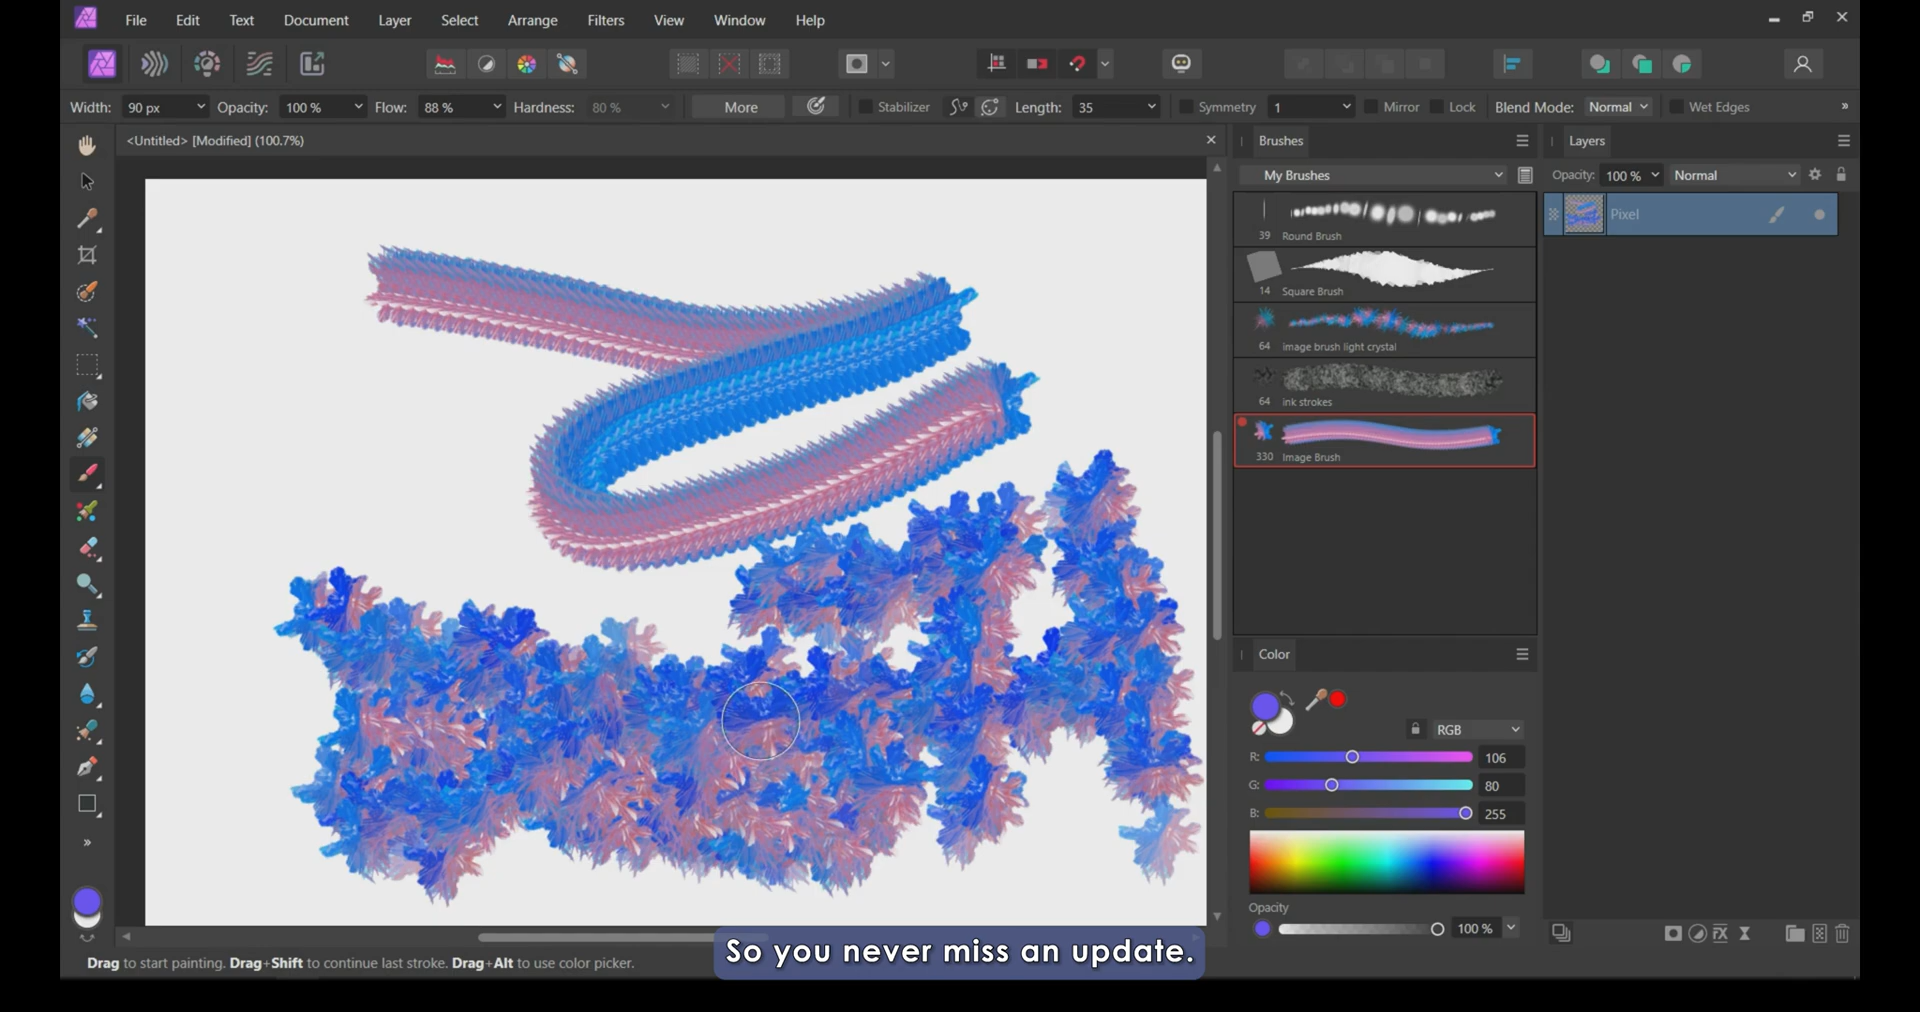 File Edit Text Document Layer Select Arrange Filters View Window Help
Width: 90 px Opacity: 100 % Flow: 88 % Hardness: 80 % More Stabilizer Length: 35 Symmetry 1 Mirror Lock Blend Mode: Normal Wet Edges »
<Untitled> [Modified] (100.7%)
Brushes
My Brushes
39 Round Brush
14 Square Brush
64 image brush light crystal
64 ink strokes
330 Image Brush
Color
RGB
R: 106
G: 80
B: 255
Opacity
100 %
Layers
Opacity: 100 % Normal
Pixel
So you never miss an update.
Drag to start painting. Drag+Shift to continue last stroke. Drag+Alt to use color picker.